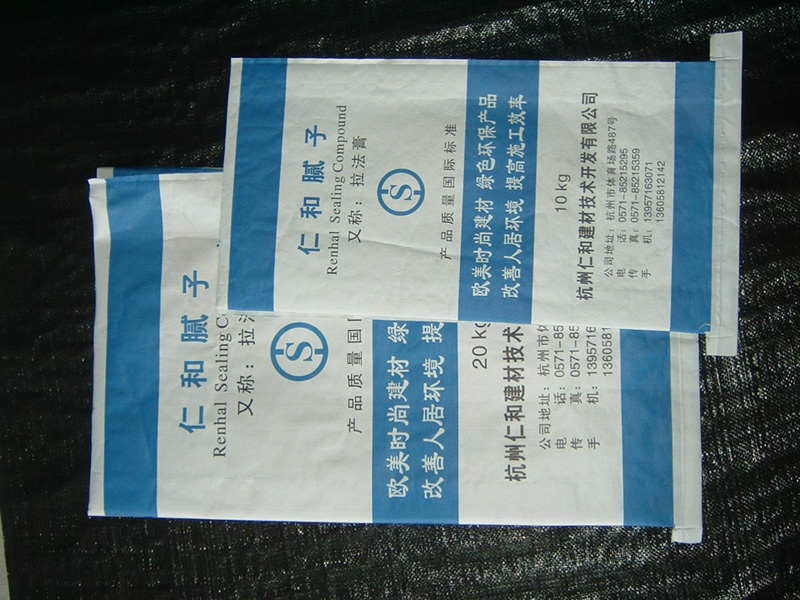 仁和腻子
Renhal Sealing Compound
又称：拉法膏
S
产品质量国际标准
欧美时尚建材 绿色环保产品
改善人居环境 提高施工效率
10 kg
杭州仁和建材技术开发有限公司
公司地址：杭州市体育场路487号
电 话：0571-85215295
传 真：0571-85215359
手 机：13957163071
13605812142
仁和腻子
Renhal Sealing Co
又称：拉
S
产品质量国
欧美时尚建材 绿
改善人居环境 提
20 kg
杭州仁和建材技术
公司地址：杭州市体
电 话：0571-85
传 真：0571-85
手 机：1395716
1360581